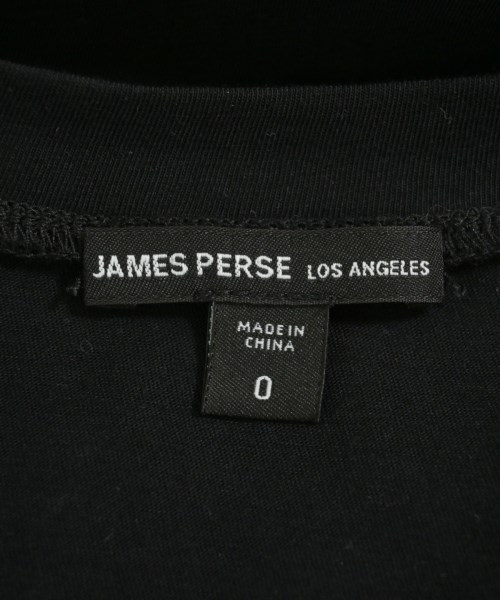 JAMES PERSE LOS ANGELES
MADE IN
CHINA
0